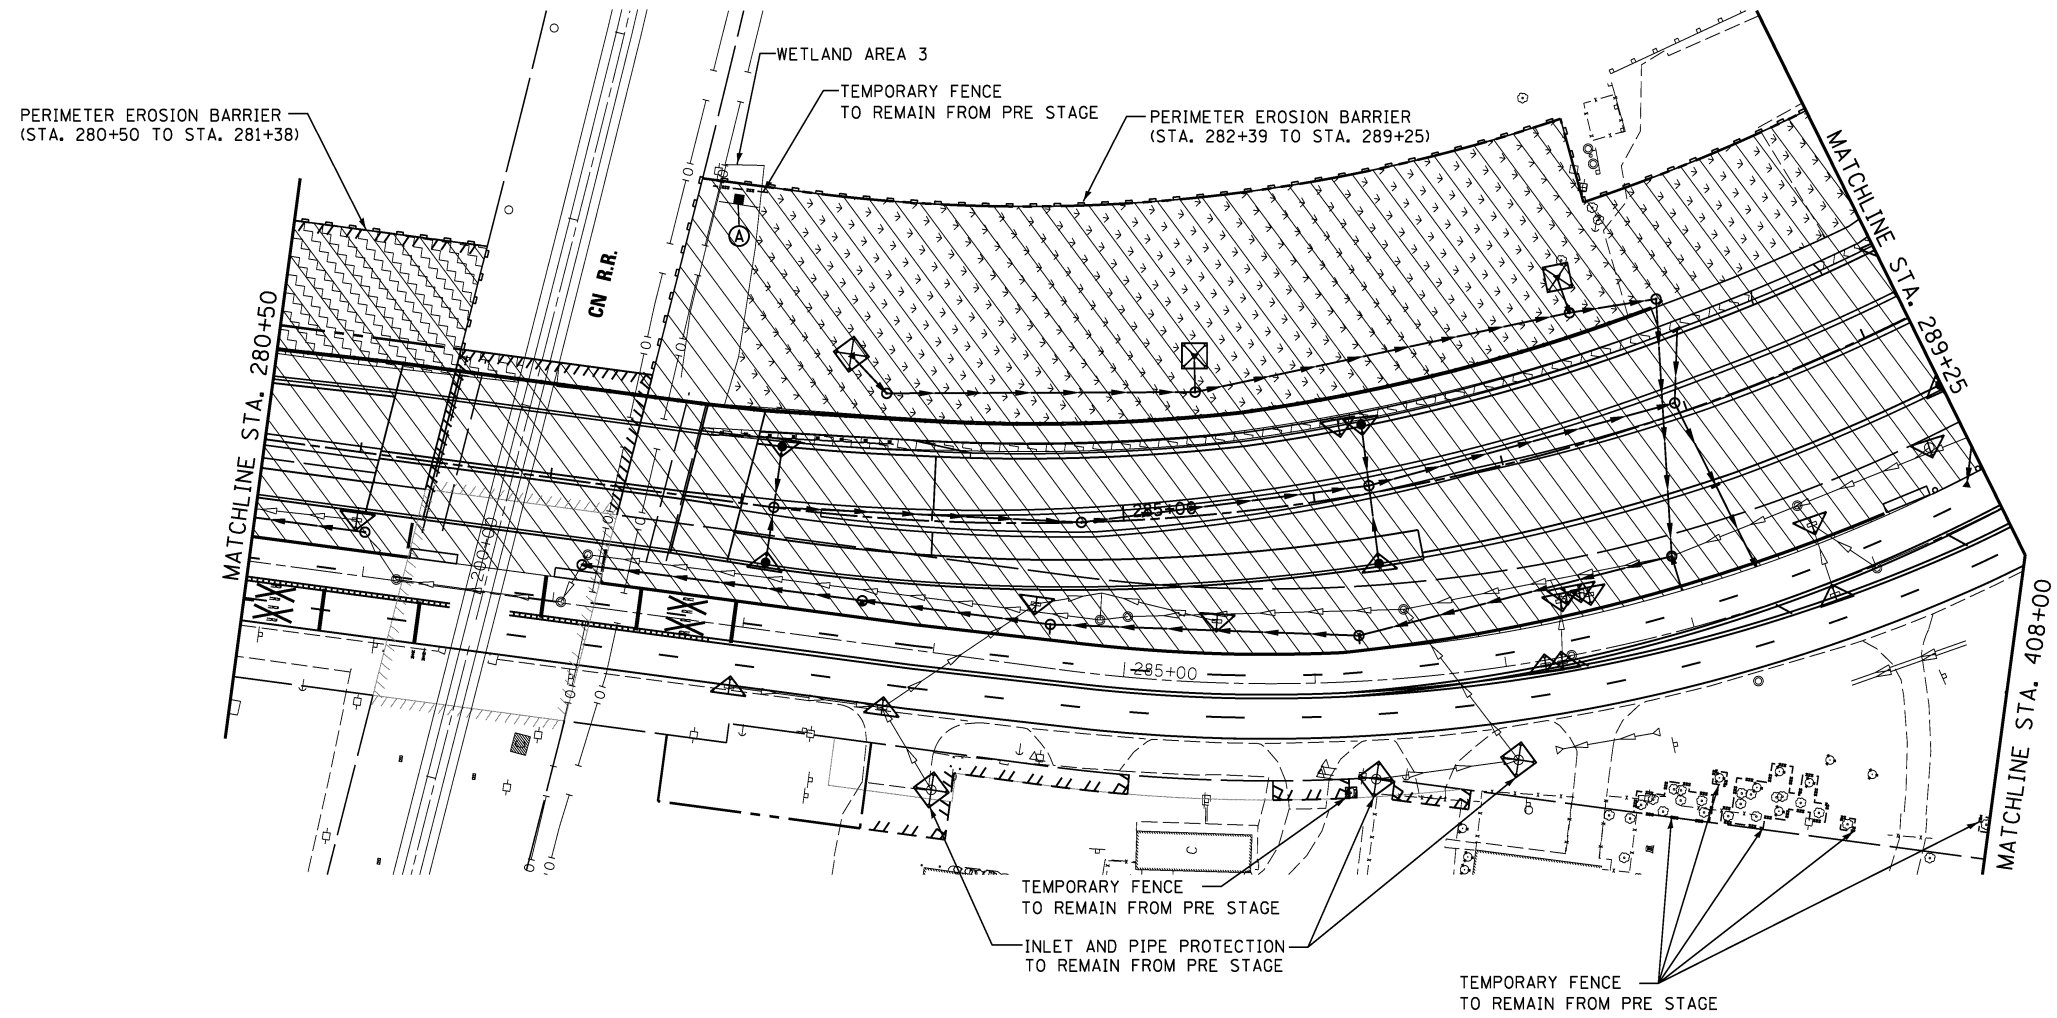 WETLAND AREA 3
TEMPORARY FENCE
TO REMAIN FROM PRE STAGE
PERIMETER EROSION BARRIER
(STA. 280+50 TO STA. 281+38)
PERIMETER EROSION BARRIER
(STA. 282+39 TO STA. 289+25)
MATCHLINE STA. 289+25
A
CN R.R.
MATCHLINE STA. 280+50
285+00
200+00
285+00
MATCHLINE STA. 408+00
C
TEMPORARY FENCE
TO REMAIN FROM PRE STAGE
INLET AND PIPE PROTECTION
TO REMAIN FROM PRE STAGE
TEMPORARY FENCE
TO REMAIN FROM PRE STAGE